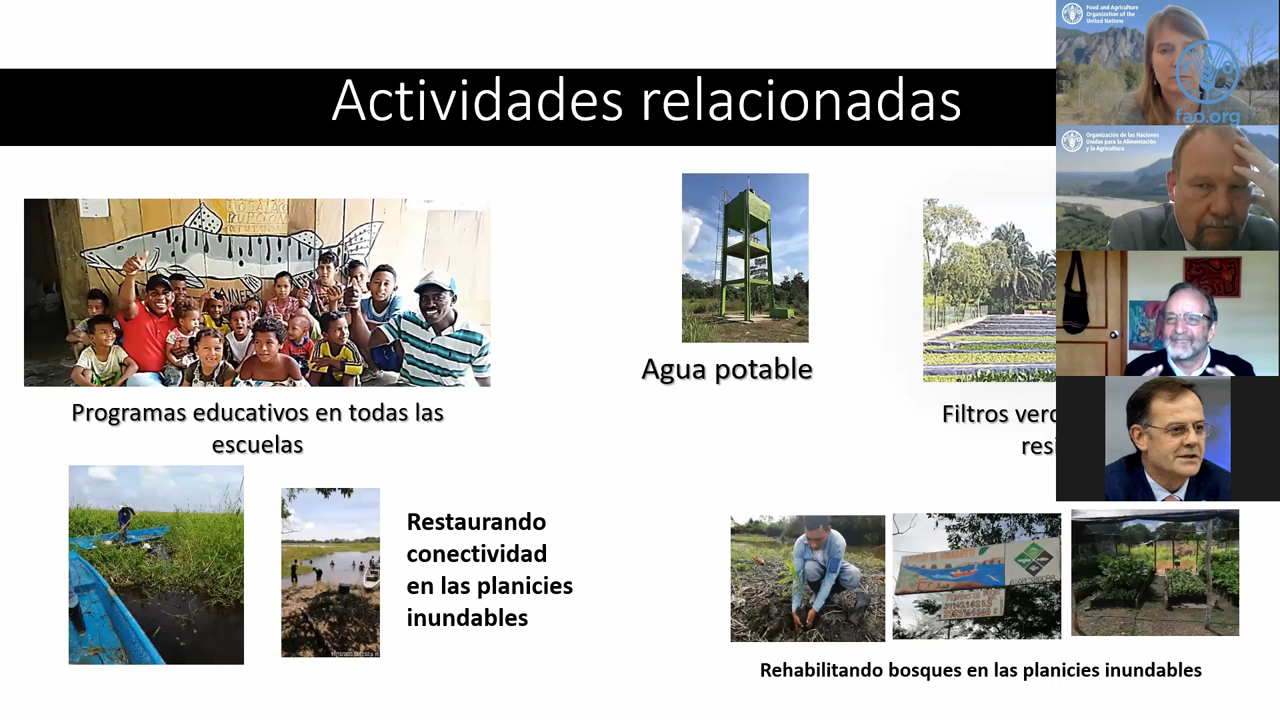 Actividades relacionadas
Food and Agriculture
Organization of the
United Nations
fao.org
Organización de las Naciones
Unidas para la Alimentación
y la Agricultura
Agua potable
Programas educativos en todas las
escuelas
Filtros
Restaurando
conectividad
en las planicies
inundables
Rehabilitando bosques en las planicies inundables